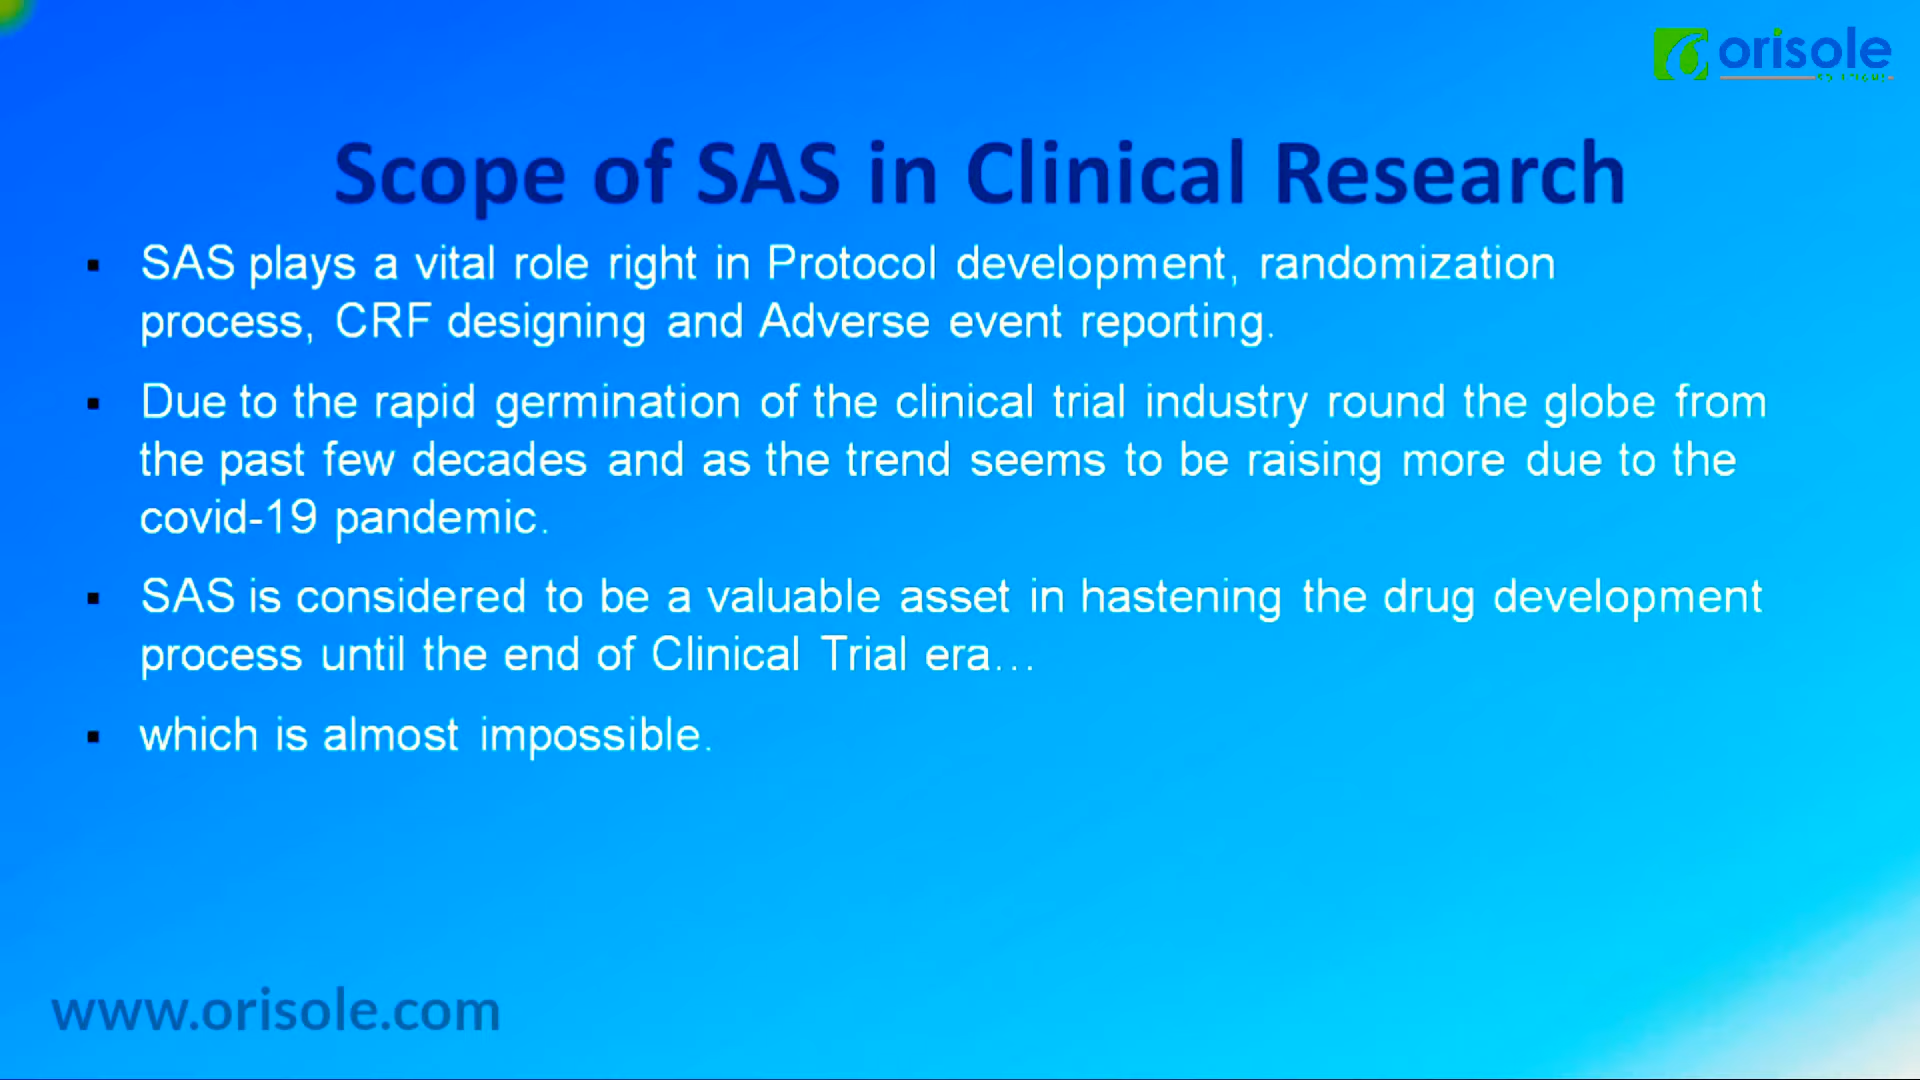 orisole
Scope of SAS in Clinical Research
▪ SAS plays a vital role right in Protocol development, randomization
process, CRF designing and Adverse event reporting.
▪ Due to the rapid germination of the clinical trial industry round the globe from
the past few decades and as the trend seems to be raising more due to the
covid-19 pandemic.
▪ SAS is considered to be a valuable asset in hastening the drug development
process until the end of Clinical Trial era…
▪ which is almost impossible.
www.orisole.com